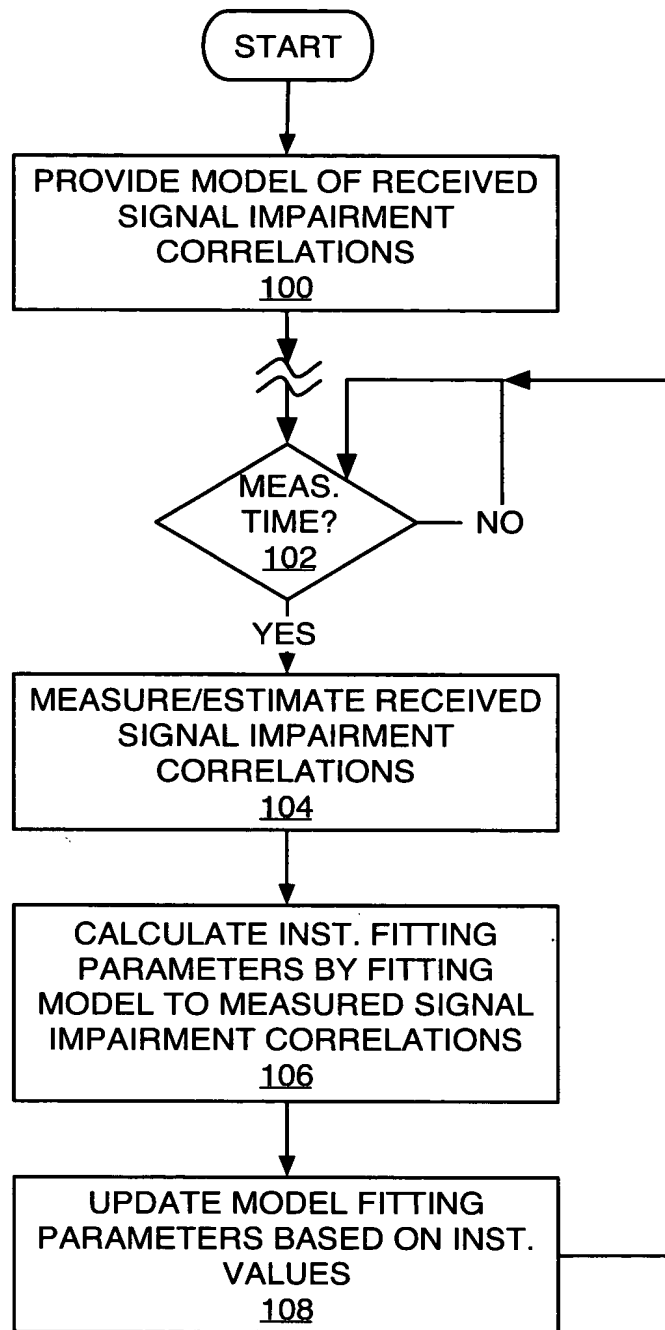 START
PROVIDE MODEL OF RECEIVED
SIGNAL IMPAIRMENT
CORRELATIONS
100
MEAS.
TIME?
102
NO
YES
MEASURE/ESTIMATE RECEIVED
SIGNAL IMPAIRMENT
CORRELATIONS
104
CALCULATE INST. FITTING
PARAMETERS BY FITTING
MODEL TO MEASURED SIGNAL
IMPAIRMENT CORRELATIONS
106
UPDATE MODEL FITTING
PARAMETERS BASED ON INST.
VALUES
108